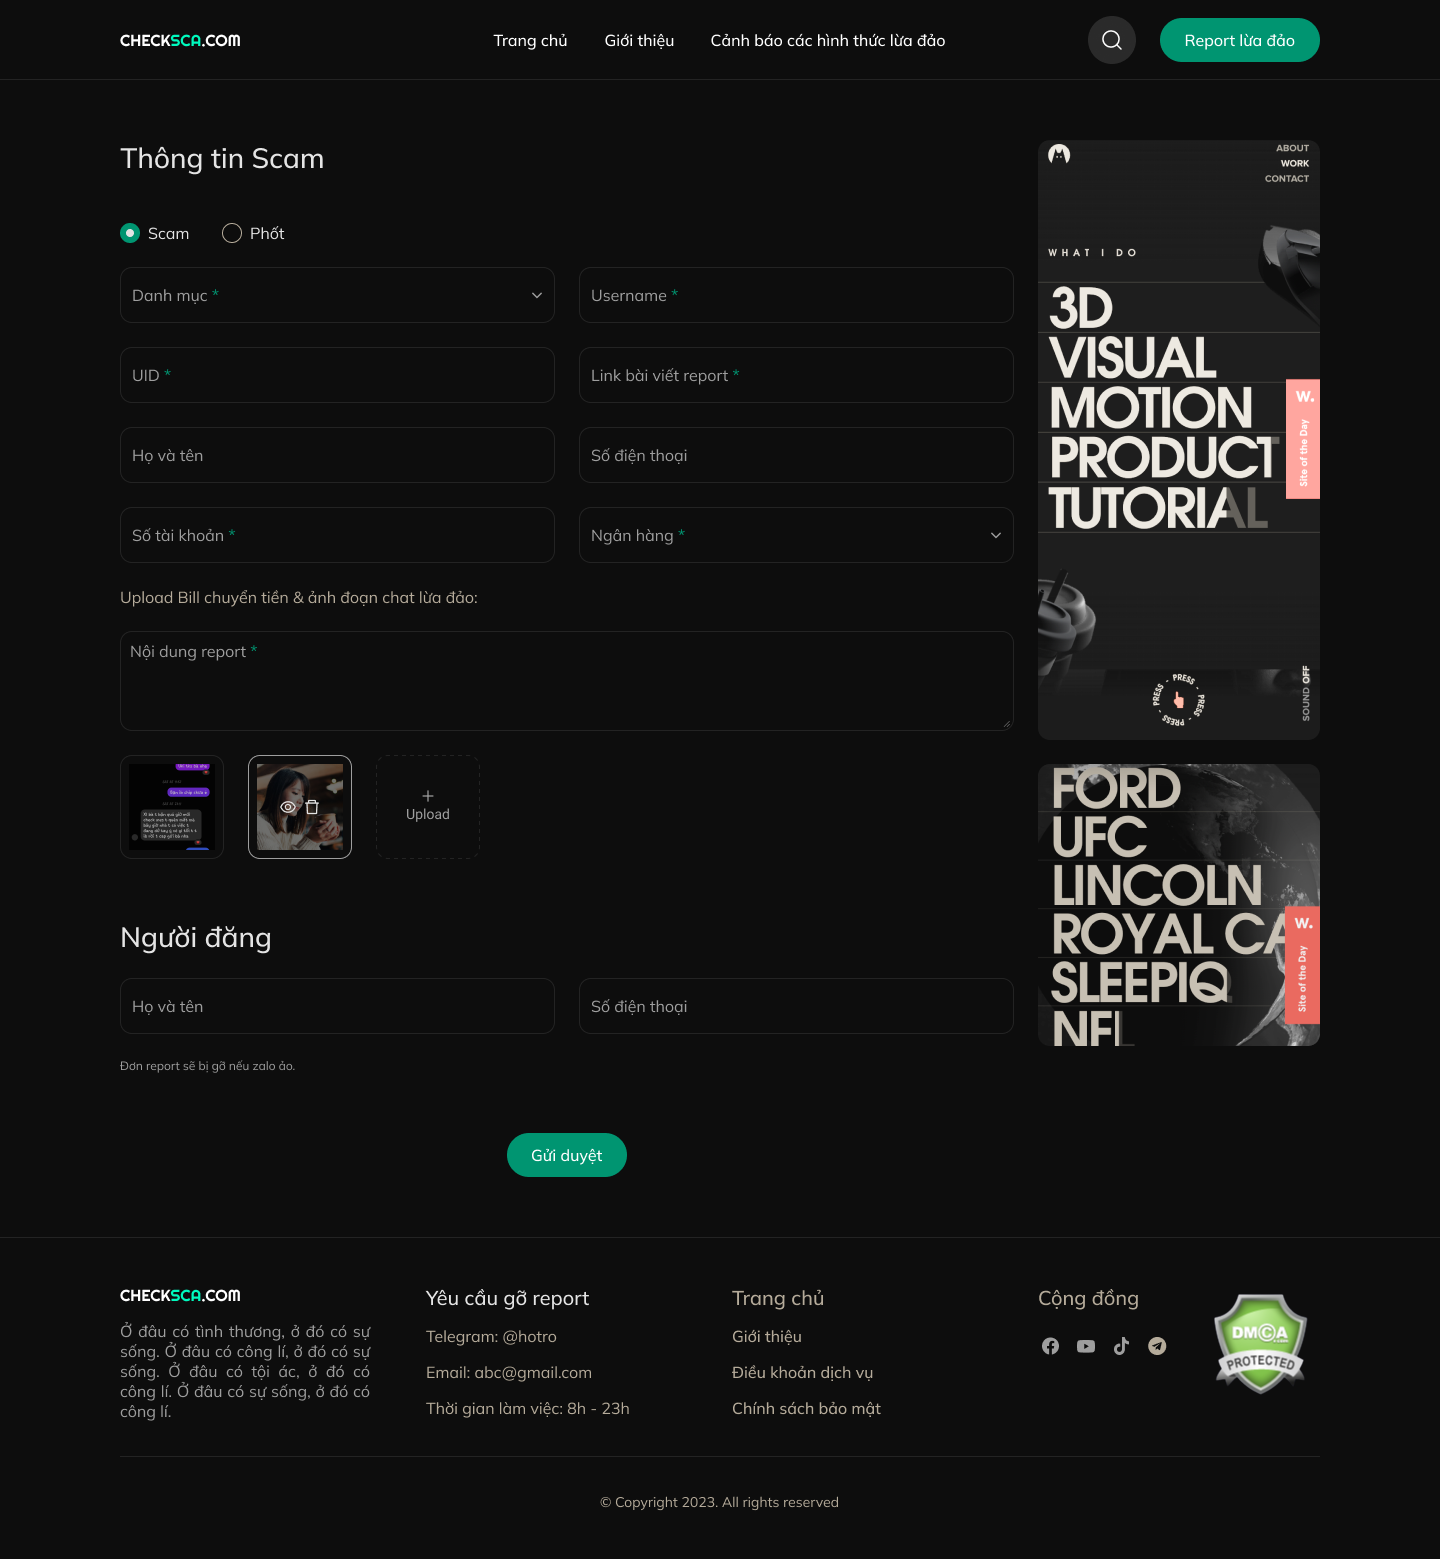 CHECKSCA.COM
Trang chủ
Giới thiệu
Cảnh báo các hình thức lừa đảo
Report lừa đảo
Thông tin Scam
Scam
Phốt
Danh mục *
Username *
UID *
Link bài viết report *
Họ và tên
Số điện thoại
Số tài khoản *
Ngân hàng *
Upload Bill chuyển tiền & ảnh đoạn chat lừa đảo:
Nội dung report *
Upload
Người đăng
Họ và tên
Số điện thoại
Đơn report sẽ bị gỡ nếu zalo ảo.
Gửi duyệt
ABOUT
WORK
CONTACT
WHAT I DO
3D
VISUAL
MOTION
PRODUCT
TUTORIAL
W.
Site of the Day
PRESS - PRESS - PRESS - PRESS -
SOUND OFF
FORD
UFC
LINCOLN
ROYAL CA
SLEEPIQ
NFL
W.
Site of the Day
CHECKSCA.COM
Ở đâu có tình thương, ở đó có sự
sống. Ở đâu có công lí, ở đó có sự
sống. Ở đâu có tội ác, ở đó có
công lí. Ở đâu có sự sống, ở đó có
công lí.
Yêu cầu gỡ report
Telegram: @hotro
Email: abc@gmail.com
Thời gian làm việc: 8h - 23h
Trang chủ
Giới thiệu
Điều khoản dịch vụ
Chính sách bảo mật
Cộng đồng
DMCA
PROTECTED
© Copyright 2023. All rights reserved